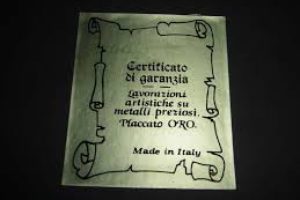 Certificato
di garanzia
Lavorazioni
artistiche su
metalli preziosi.
Placcato ORO.
Made in Italy